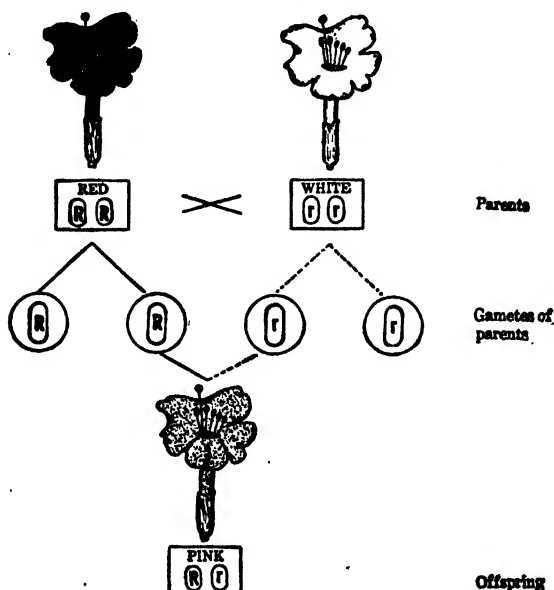 RED
R R
WHITE
r r
Parents
R
R
r
r
Gametes of
parents
PINK
R r
Offspring